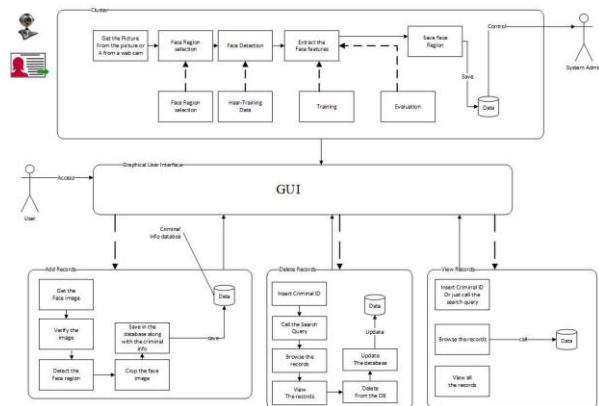 Cluster
Get the Picture
From the picture or
A from a web cam
Face Region
selection
Face Detection
Extract the
Face features
Save Face
Region
Control
System Admin
Save
Data
Face Region
selection
Haar-Training
Data
Training
Evaluation
Graphical User Interface
GUI
Access
User
Criminal
Info databse
Add Records
Get the
Face image
Verify the
image
Detect the
Face region
Crop the face
image
Save in the
database along
with the criminal
info
save
Data
Delete Records
Insert Criminal ID
Call the Search
Query
Browse the
records
View
The records
Delete
From the DB
Update
The database
Update
Data
View Records
Insert Criminal ID
Or just call the
search query
Browse the records
call
Data
View all
the records